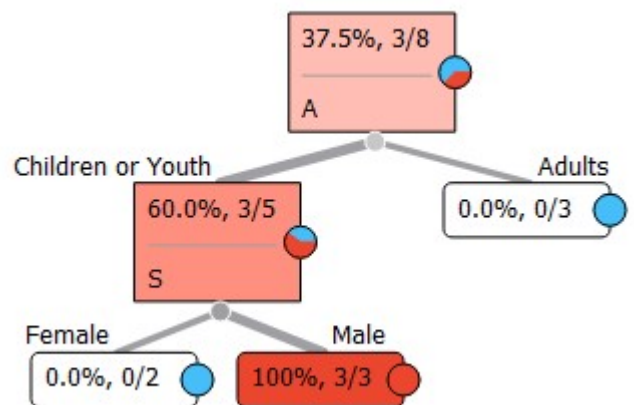 37.5%, 3/8
A
Children or Youth
Adults
60.0%, 3/5
S
0.0%, 0/3
Female
Male
0.0%, 0/2
100%, 3/3